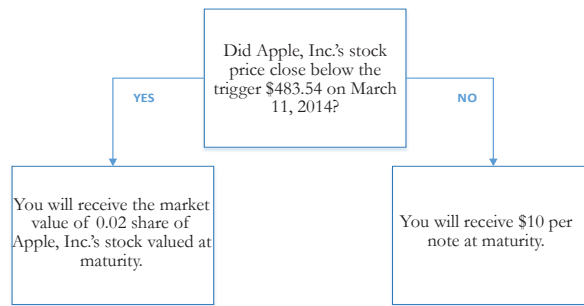 Did Apple, Inc.'s stock
price close below the
trigger $483.54 on March
11, 2014?
YES
NO
You will receive the market
value of 0.02 share of
Apple, Inc.'s stock valued at
maturity.
You will receive $10 per
note at maturity.